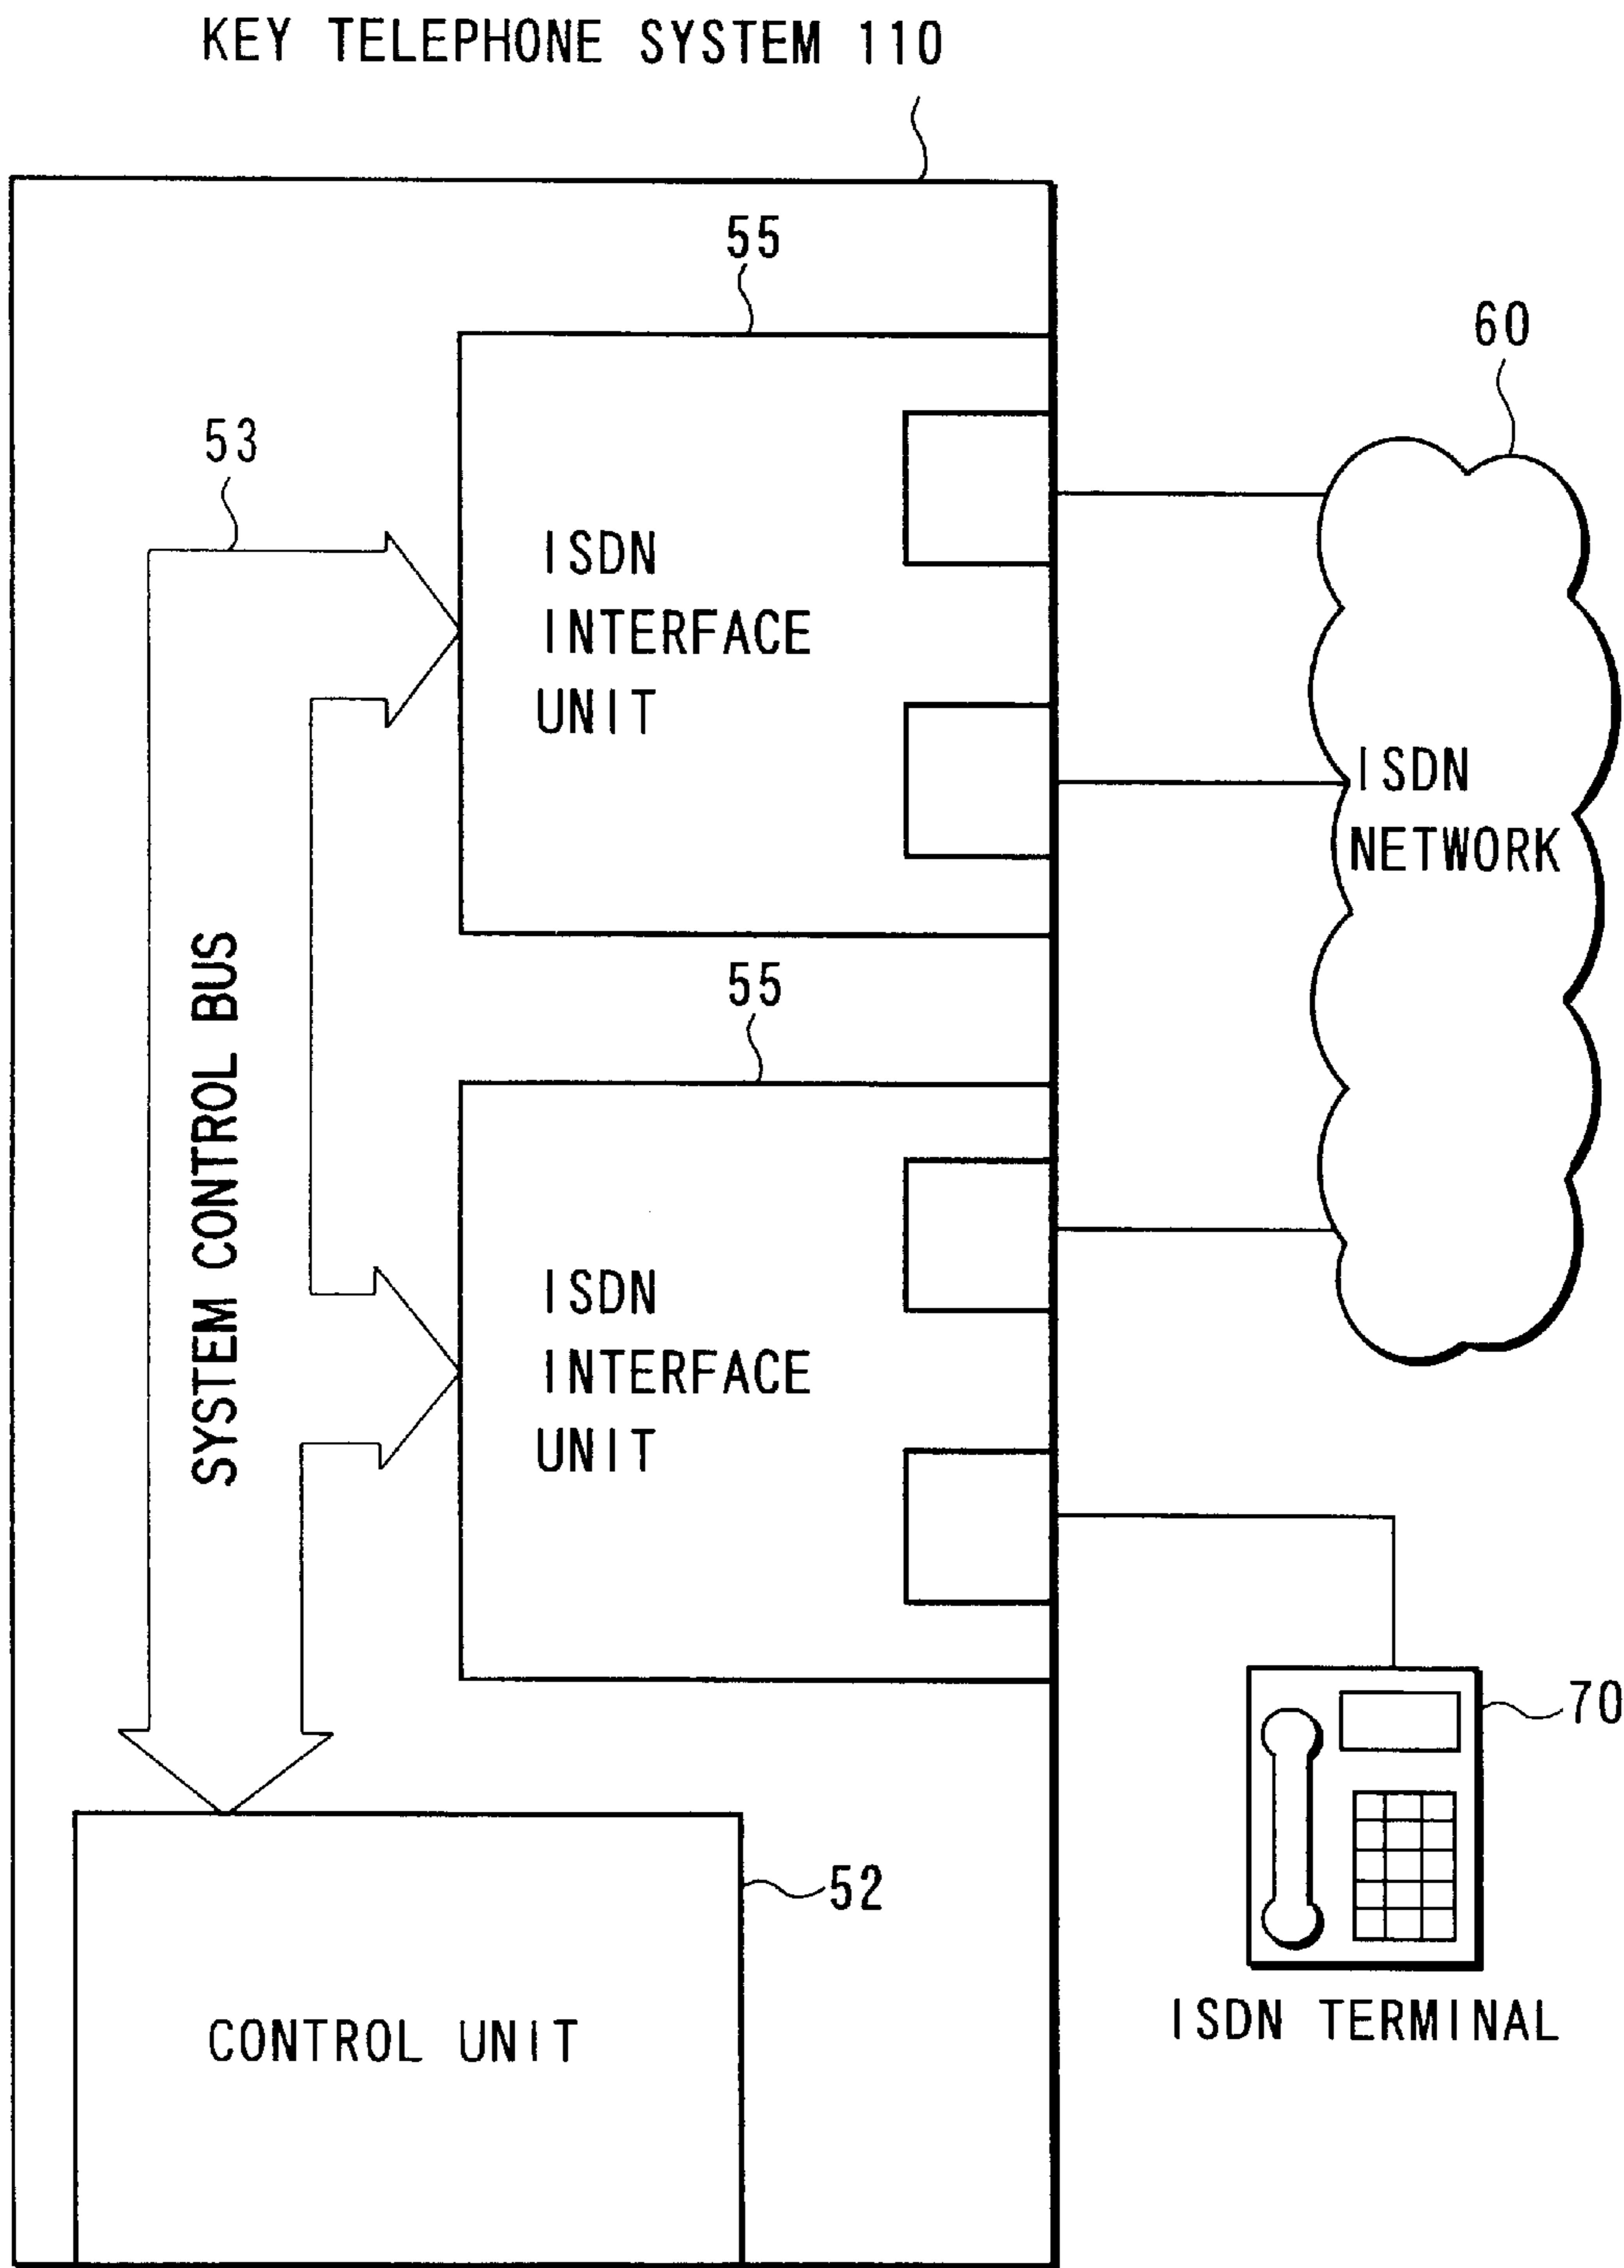 KEY TELEPHONE SYSTEM 110
55
60
53
ISDN
INTERFACE
UNIT
ISDN
NETWORK
SYSTEM CONTROL BUS
55
ISDN
INTERFACE
UNIT
70
52
ISDN TERMINAL
CONTROL UNIT